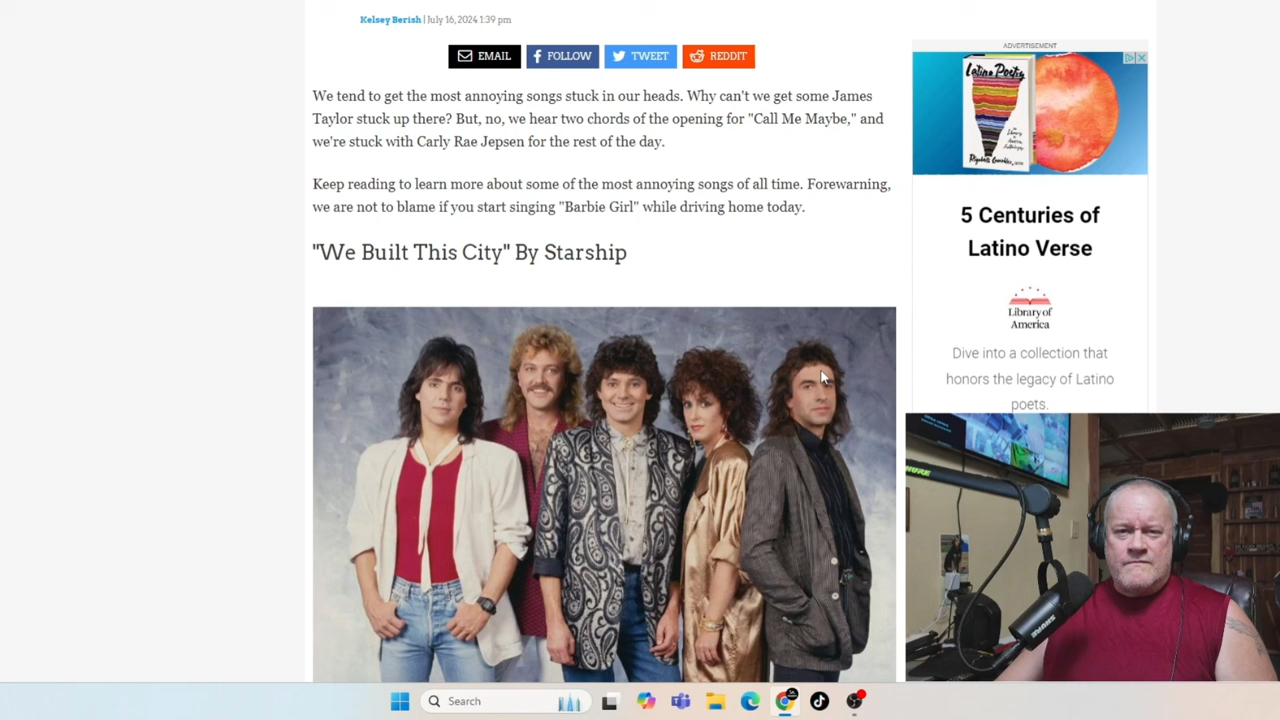 Kelsey Berish | July 16, 2024 1:39 pm
EMAIL
FOLLOW
TWEET
REDDIT
We tend to get the most annoying songs stuck in our heads. Why can't we get some James
Taylor stuck up there? But, no, we hear two chords of the opening for "Call Me Maybe," and
we're stuck with Carly Rae Jepsen for the rest of the day.
Keep reading to learn more about some of the most annoying songs of all time. Forewarning,
we are not to blame if you start singing "Barbie Girl" while driving home today.
"We Built This City" By Starship
ADVERTISEMENT
Latino Poetry
5 Centuries of
Latino Verse
Library of
America
Dive into a collection that
honors the legacy of Latino
poets.
SHURE
Search